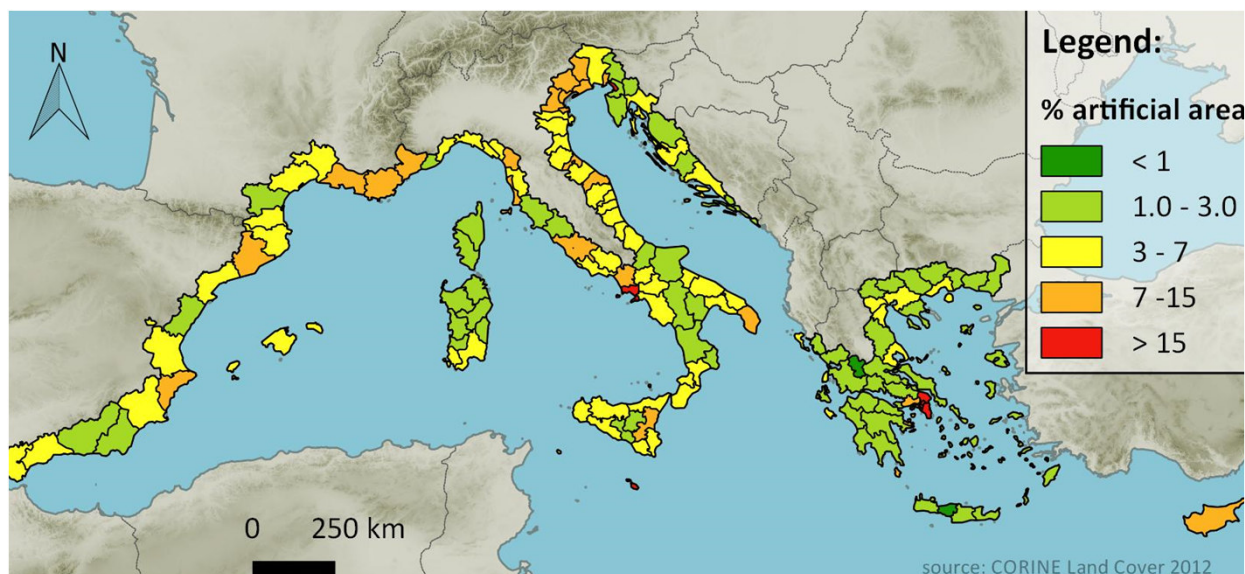 N
Legend:
% artificial area
< 1
1.0 - 3.0
3 - 7
7 -15
> 15
0 250 km
source: CORINE Land Cover 2012